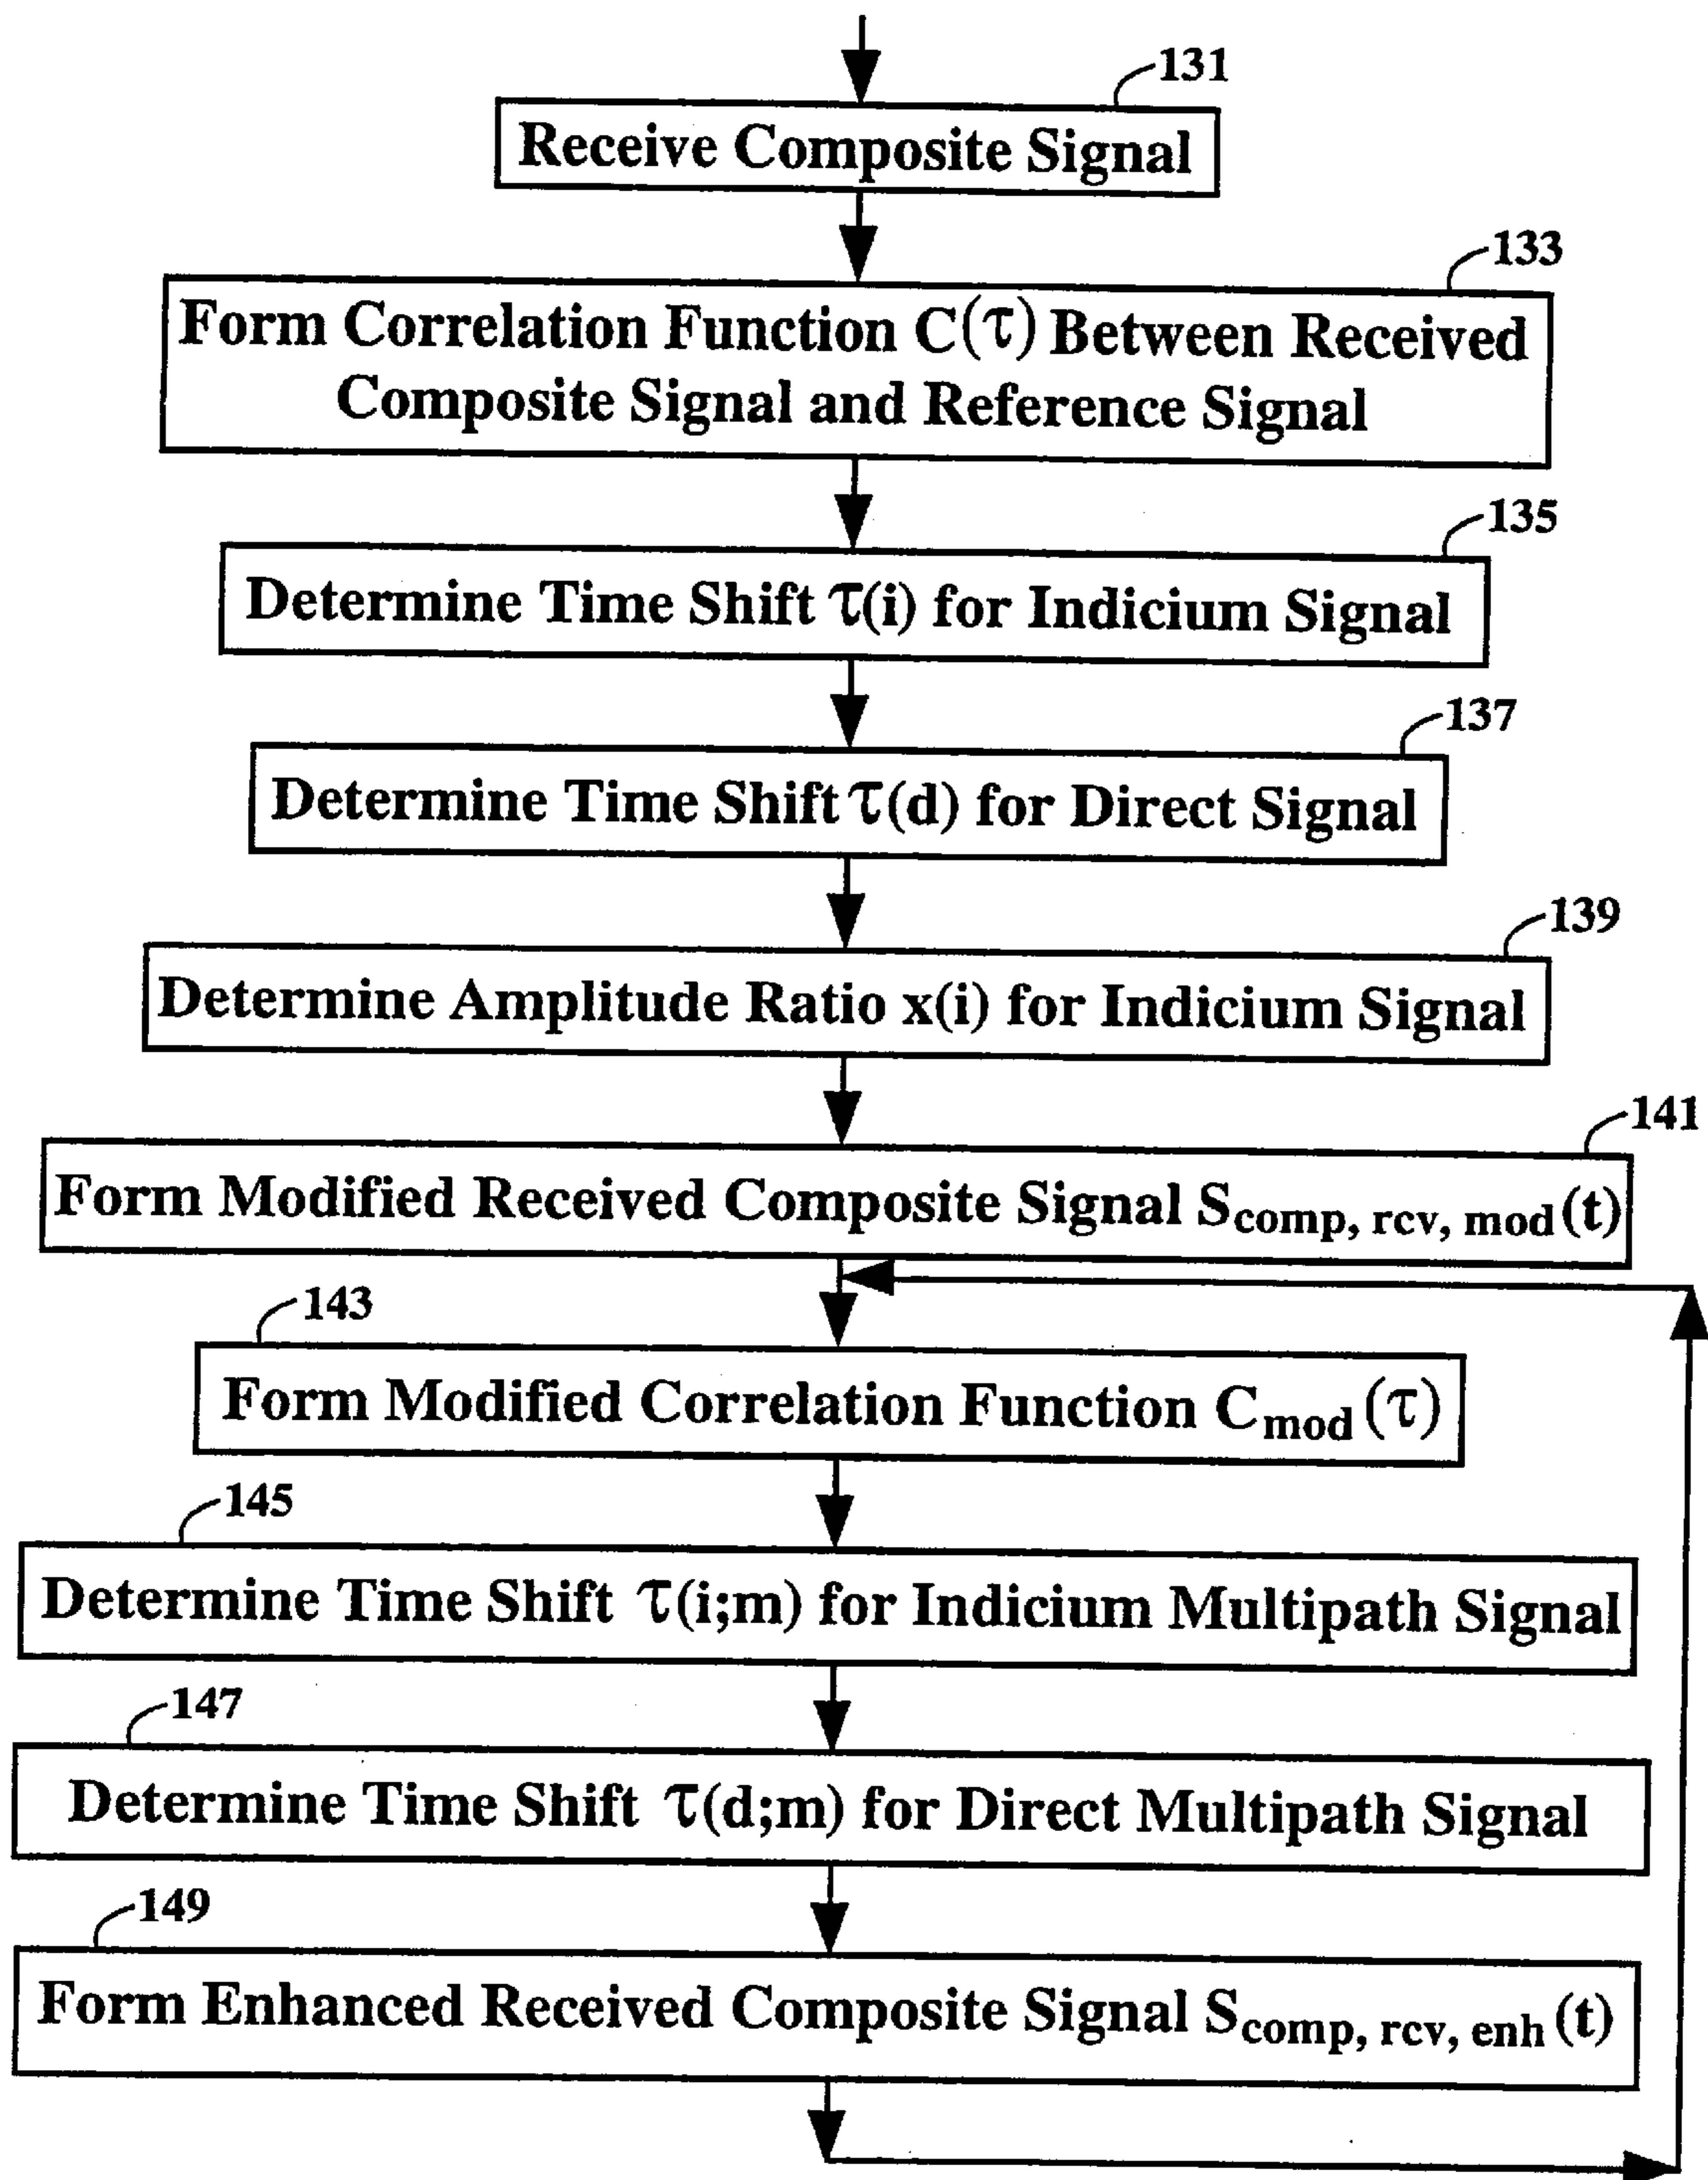 131
Receive Composite Signal
133
Form Correlation Function C(τ) Between Received
Composite Signal and Reference Signal
135
Determine Time Shift τ(i) for Indicium Signal
137
Determine Time Shift τ(d) for Direct Signal
139
Determine Amplitude Ratio x(i) for Indicium Signal
141
Form Modified Received Composite Signal Scomp, rcv, mod(t)
143
Form Modified Correlation Function Cmod(τ)
145
Determine Time Shift τ(i;m) for Indicium Multipath Signal
147
Determine Time Shift τ(d;m) for Direct Multipath Signal
149
Form Enhanced Received Composite Signal Scomp, rcv, enh(t)